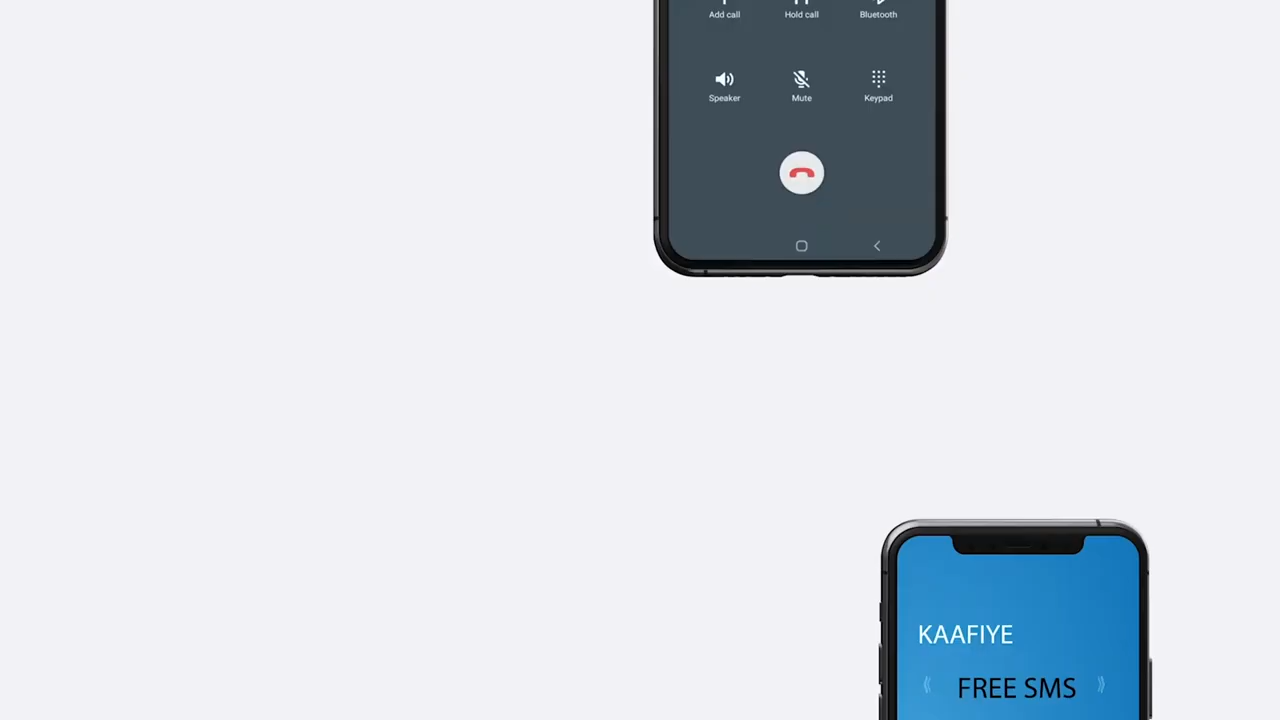 Add call Hold call Bluetooth
Speaker Mute Keypad
KAAFIYE
FREE SMS